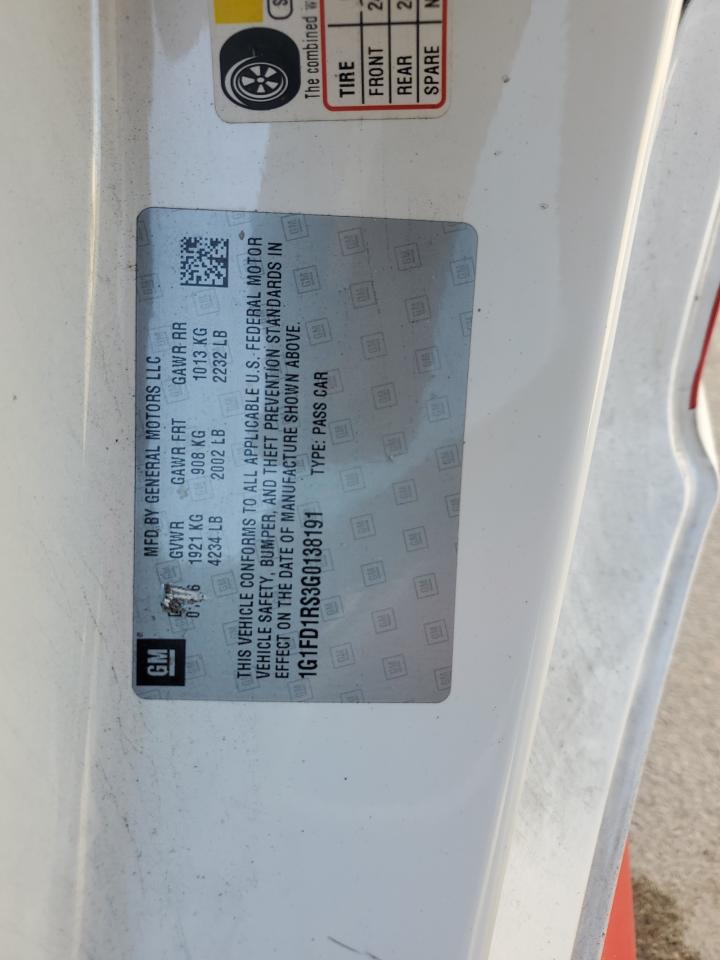 GM
MFD BY GENERAL MOTORS LLC
GVWR GAWR FRT GAWR RR
1921 KG 908 KG 1013 KG
4234 LB 2002 LB 2232 LB
THIS VEHICLE CONFORMS TO ALL APPLICABLE U.S. FEDERAL MOTOR
VEHICLE SAFETY, BUMPER, AND THEFT PREVENTION STANDARDS IN
EFFECT ON THE DATE OF MANUFACTURE SHOWN ABOVE.
1G1FD1RS3G0138191 TYPE: PASS CAR
The combined
TIRE
FRONT
REAR
SPARE